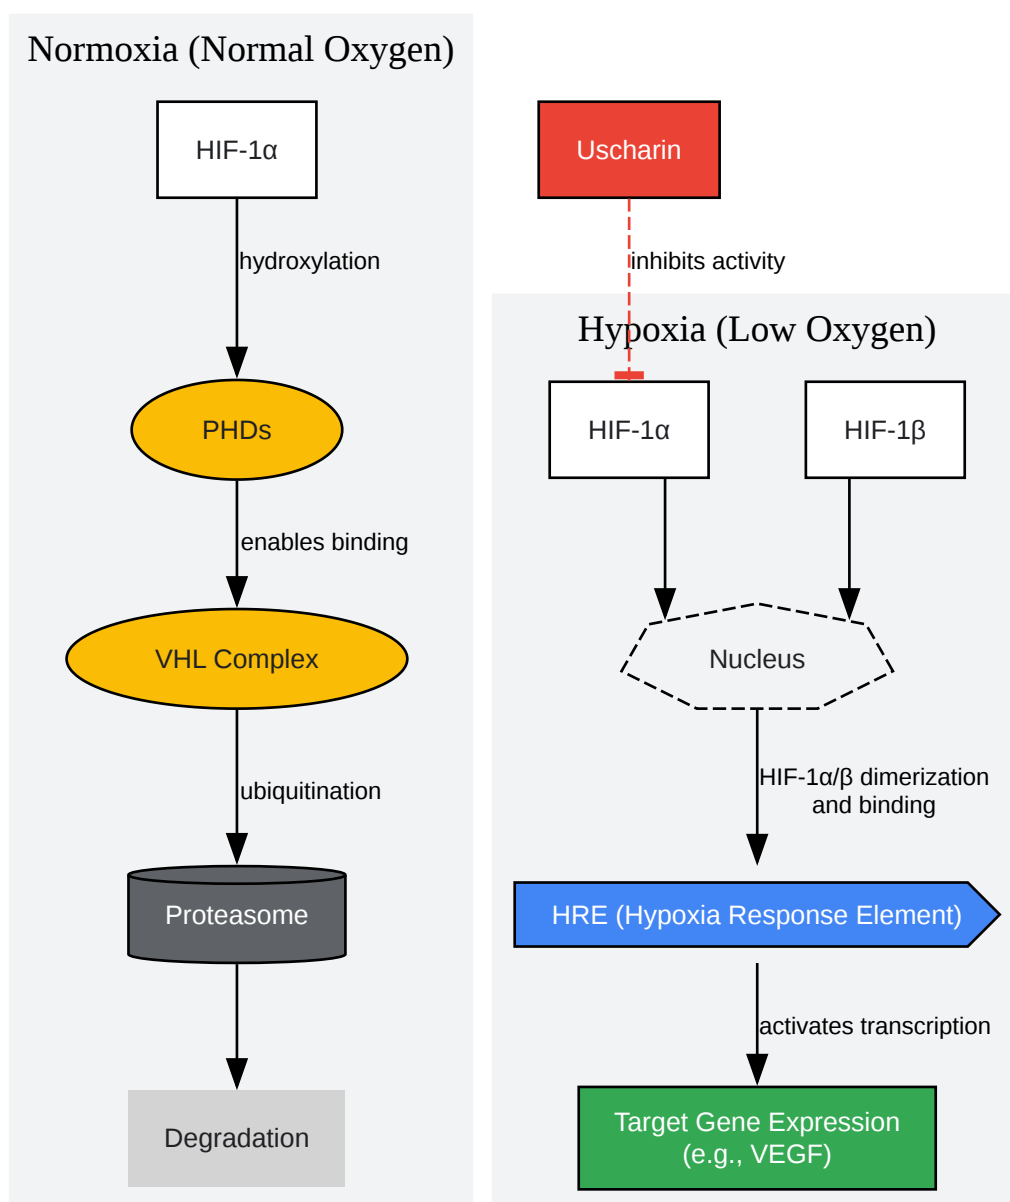 Normoxia (Normal Oxygen)
HIF-1α
hydroxylation
PHDs
enables binding
VHL Complex
ubiquitination
Proteasome
Degradation
Uscharin
inhibits activity
Hypoxia (Low Oxygen)
HIF-1α
HIF-1β
Nucleus
HIF-1α/β dimerization
and binding
HRE (Hypoxia Response Element)
activates transcription
Target Gene Expression
(e.g., VEGF)